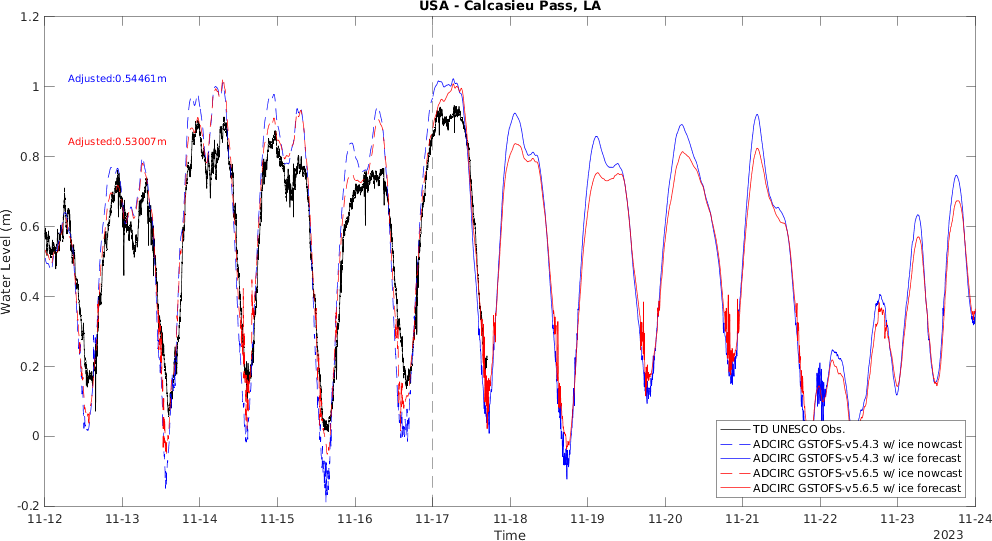 USA - Calcasieu Pass, LA
1.2
1
0.8
0.6
0.4
0.2
0
-0.2
Water Level (m)
Adjusted:0.54461m
Adjusted:0.53007m
TD UNESCO Obs.
ADCIRC GSTOFS-v5.4.3 w/ ice nowcast
ADCIRC GSTOFS-v5.4.3 w/ ice forecast
ADCIRC GSTOFS-v5.6.5 w/ ice nowcast
ADCIRC GSTOFS-v5.6.5 w/ ice forecast
11-12 11-13 11-14 11-15 11-16 11-17 11-18 11-19 11-20 11-21 11-22 11-23 11-24
Time
2023